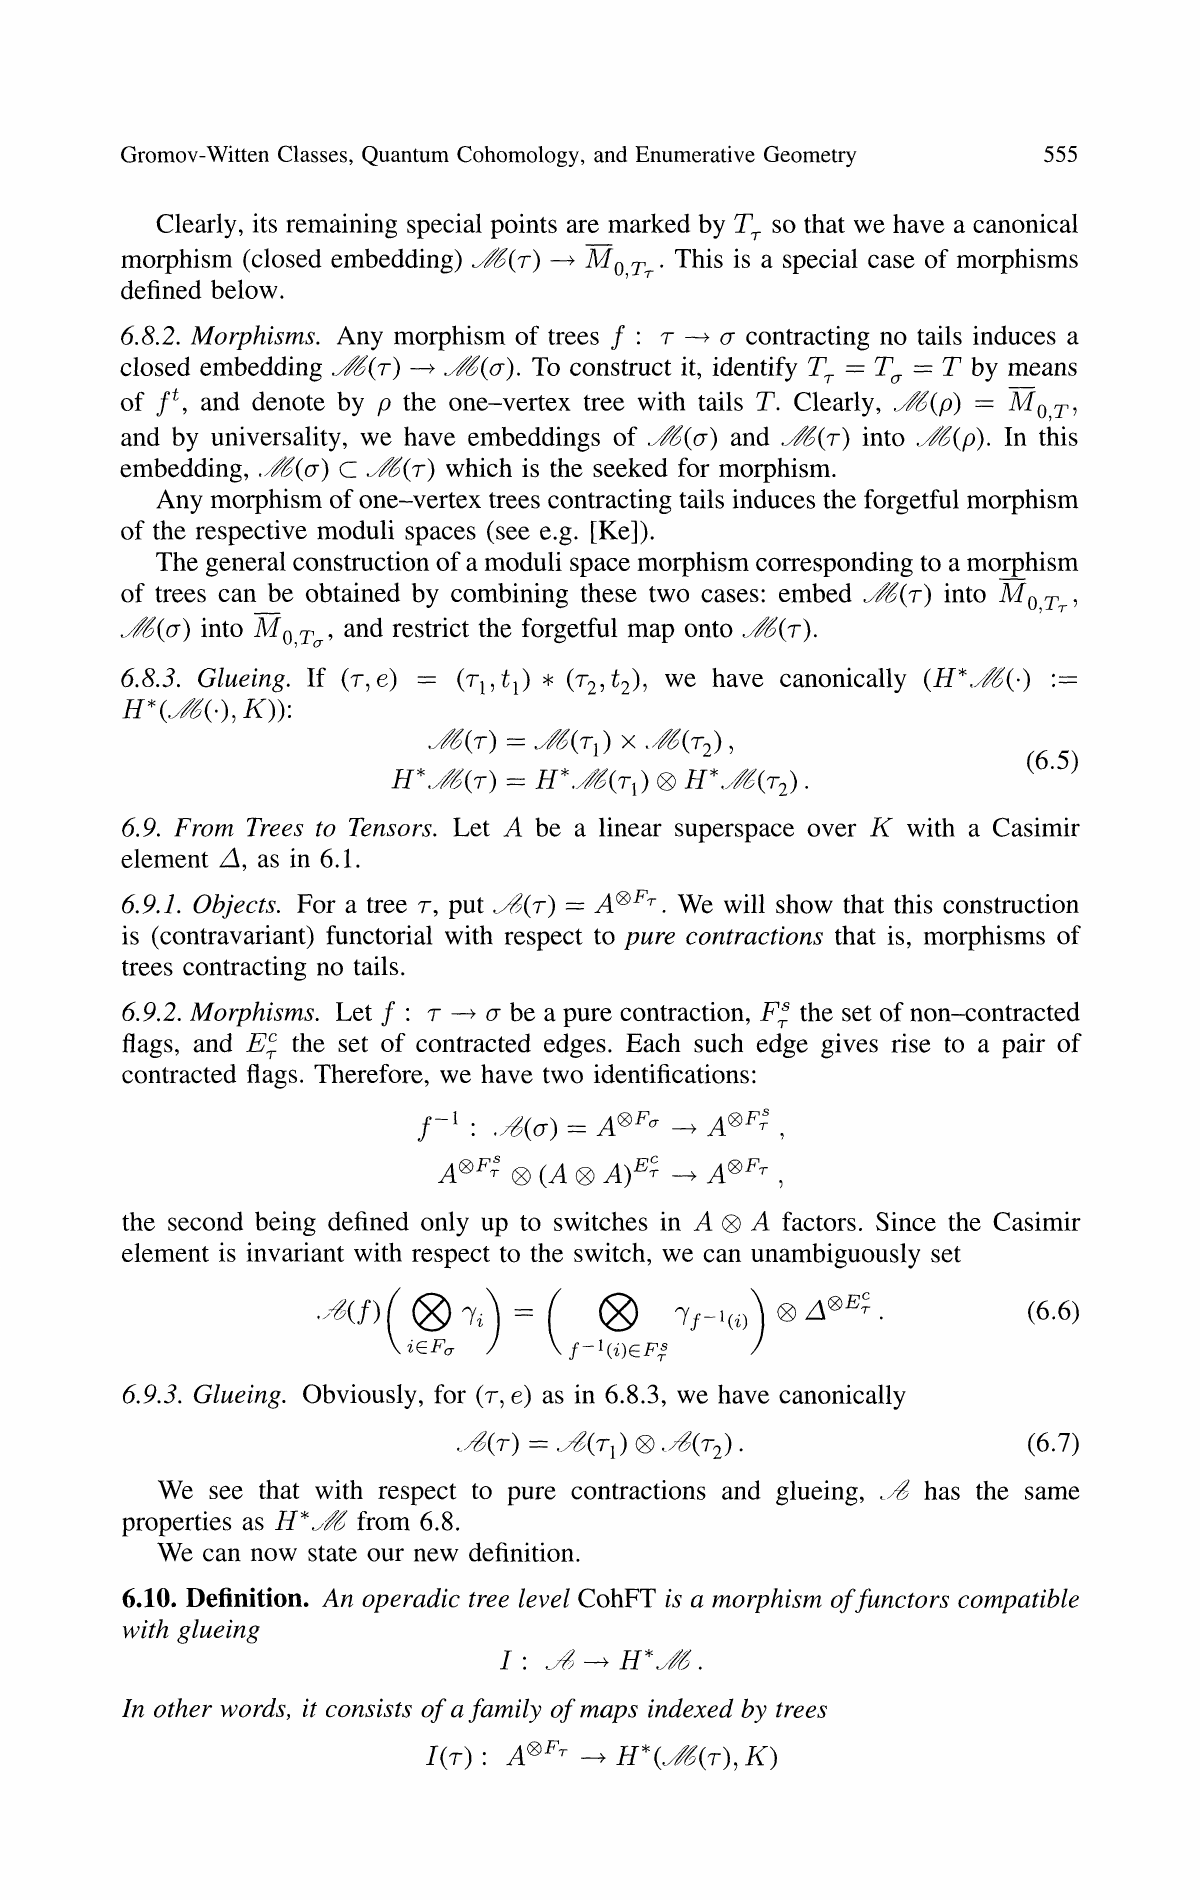 Gromov-Witten Classes, Quantum Cohomology, and Enumerative Geometry 555
Clearly, its remaining special points are marked by $T_\tau$ so that we have a canonical
morphism (closed embedding) $\mathscr{M}(\tau) \to \overline{M}_{0,T_\tau}$. This is a special case of morphisms
defined below.
6.8.2. Morphisms. Any morphism of trees $f : \tau \to \sigma$ contracting no tails induces a
closed embedding $\mathscr{M}(\tau) \to \mathscr{M}(\sigma)$. To construct it, identify $T_\tau = T_\sigma = T$ by means
of $f^t$, and denote by $\rho$ the one–vertex tree with tails $T$. Clearly, $\mathscr{M}(\rho) = \overline{M}_{0,T}$,
and by universality, we have embeddings of $\mathscr{M}(\sigma)$ and $\mathscr{M}(\tau)$ into $\mathscr{M}(\rho)$. In this
embedding, $\mathscr{M}(\sigma) \subset \mathscr{M}(\tau)$ which is the seeked for morphism.
Any morphism of one–vertex trees contracting tails induces the forgetful morphism
of the respective moduli spaces (see e.g. [Ke]).
The general construction of a moduli space morphism corresponding to a morphism
of trees can be obtained by combining these two cases: embed $\mathscr{M}(\tau)$ into $\overline{M}_{0,T_\tau}$,
$\mathscr{M}(\sigma)$ into $\overline{M}_{0,T_\sigma}$, and restrict the forgetful map onto $\mathscr{M}(\tau)$.
6.8.3. Glueing. If $(\tau, e) = (\tau_1, t_1) * (\tau_2, t_2)$, we have canonically $(H^*\mathscr{M}(\cdot) :=$
$H^*(\mathscr{M}(\cdot), K))$:
$\mathscr{M}(\tau) = \mathscr{M}(\tau_1) \times \mathscr{M}(\tau_2)$,
$H^*\mathscr{M}(\tau) = H^*\mathscr{M}(\tau_1) \otimes H^*\mathscr{M}(\tau_2)$. (6.5)
6.9. From Trees to Tensors. Let $A$ be a linear superspace over $K$ with a Casimir
element $\Delta$, as in 6.1.
6.9.1. Objects. For a tree $\tau$, put $\mathscr{A}(\tau) = A^{\otimes F_\tau}$. We will show that this construction
is (contravariant) functorial with respect to pure contractions that is, morphisms of
trees contracting no tails.
6.9.2. Morphisms. Let $f : \tau \to \sigma$ be a pure contraction, $F_\tau^s$ the set of non–contracted
flags, and $E_\tau^c$ the set of contracted edges. Each such edge gives rise to a pair of
contracted flags. Therefore, we have two identifications:
$f^{-1} : \mathscr{A}(\sigma) = A^{\otimes F_\sigma} \to A^{\otimes F_\tau^s}$,
$A^{\otimes F_\tau^s} \otimes (A \otimes A)^{E_\tau^c} \to A^{\otimes F_\tau}$,
the second being defined only up to switches in $A \otimes A$ factors. Since the Casimir
element is invariant with respect to the switch, we can unambiguously set
$\mathscr{A}(f)\left(\bigotimes_{i \in F_\sigma} \gamma_i\right) = \left(\bigotimes_{f^{-1}(i) \in F_\tau^s} \gamma_{f^{-1}(i)}\right) \otimes \Delta^{\otimes E_\tau^c}$. (6.6)
6.9.3. Glueing. Obviously, for $(\tau, e)$ as in 6.8.3, we have canonically
$\mathscr{A}(\tau) = \mathscr{A}(\tau_1) \otimes \mathscr{A}(\tau_2)$. (6.7)
We see that with respect to pure contractions and glueing, $\mathscr{A}$ has the same
properties as $H^*\mathscr{M}$ from 6.8.
We can now state our new definition.
6.10. Definition. An operadic tree level CohFT is a morphism of functors compatible
with glueing
$I : \mathscr{A} \to H^*\mathscr{M}$.
In other words, it consists of a family of maps indexed by trees
$I(\tau) : A^{\otimes F_\tau} \to H^*(\mathscr{M}(\tau), K)$